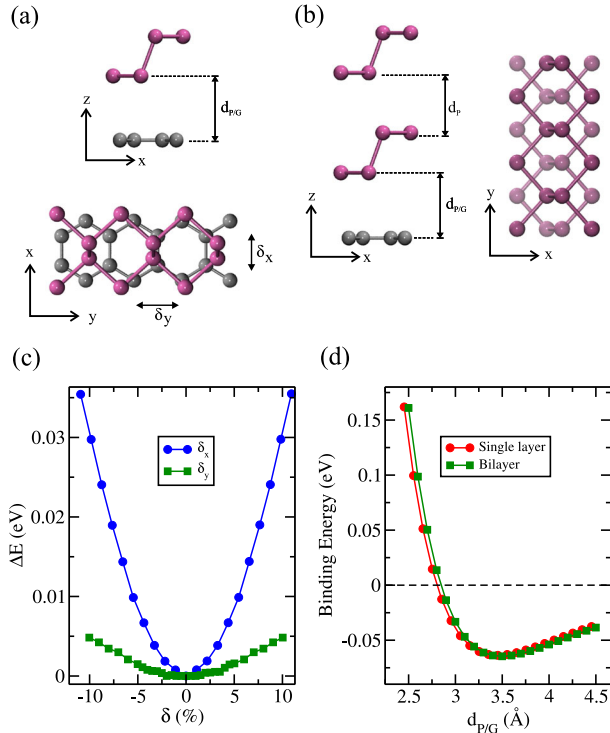 (a)
z
x
d_P/G
x
y
δ_x
δ_y
(b)
z
x
d_P
d_P/G
y
x
(c)
ΔE (eV)
0.03
0.02
0.01
0
-10 -5 0 5 10
δ (%)
δ_x
δ_y
(d)
Binding Energy (eV)
0.15
0.1
0.05
0
-0.05
2.5 3 3.5 4 4.5
d_P/G (Å)
Single layer
Bilayer